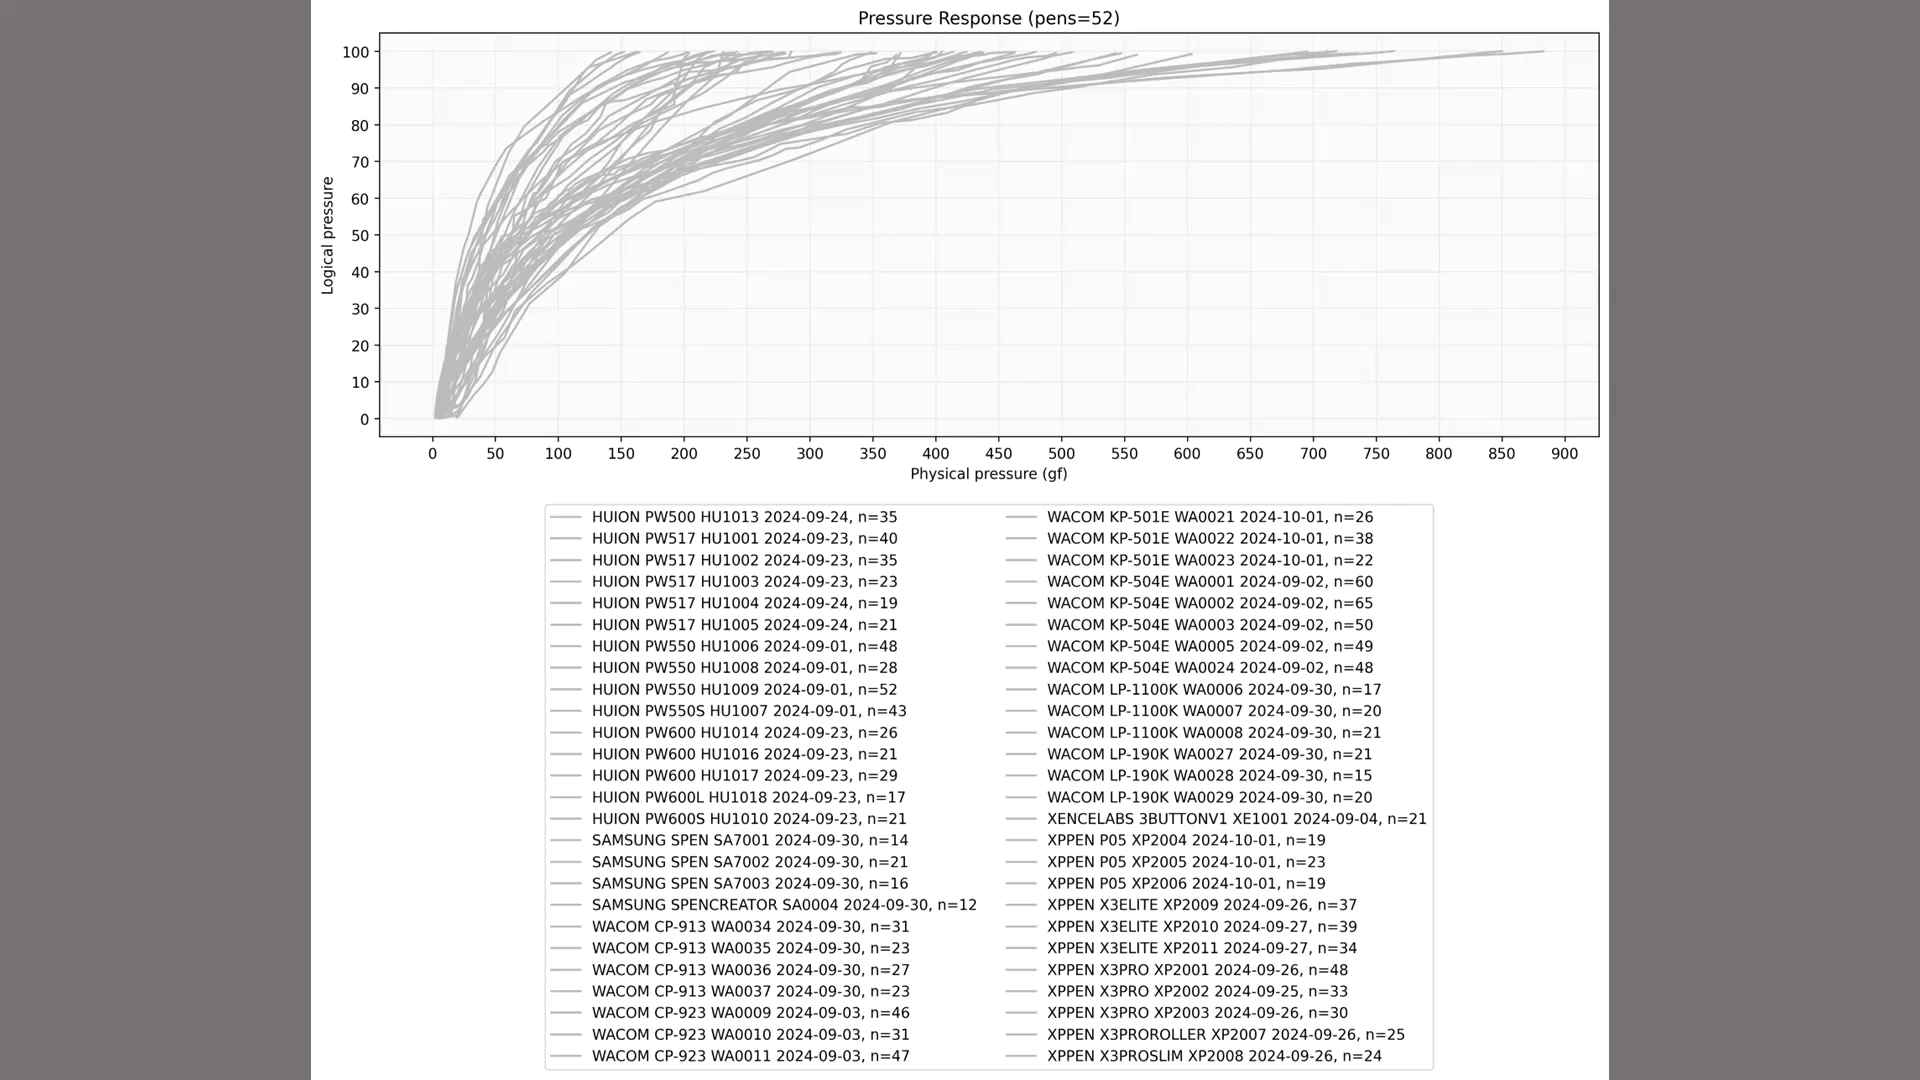 Pressure Response (pens=52)
100
90
80
70
60
50
40
30
20
10
0
Logical pressure
0 50 100 150 200 250 300 350 400 450 500 550 600 650 700 750 800 850 900
Physical pressure (gf)
HUION PW500 HU1013 2024-09-24, n=35
HUION PW517 HU1001 2024-09-23, n=40
HUION PW517 HU1002 2024-09-23, n=35
HUION PW517 HU1003 2024-09-23, n=23
HUION PW517 HU1004 2024-09-24, n=19
HUION PW517 HU1005 2024-09-24, n=21
HUION PW550 HU1006 2024-09-01, n=48
HUION PW550 HU1008 2024-09-01, n=28
HUION PW550 HU1009 2024-09-01, n=52
HUION PW550S HU1007 2024-09-01, n=43
HUION PW600 HU1014 2024-09-23, n=26
HUION PW600 HU1016 2024-09-23, n=21
HUION PW600 HU1017 2024-09-23, n=29
HUION PW600L HU1018 2024-09-23, n=17
HUION PW600S HU1010 2024-09-23, n=21
SAMSUNG SPEN SA7001 2024-09-30, n=14
SAMSUNG SPEN SA7002 2024-09-30, n=21
SAMSUNG SPEN SA7003 2024-09-30, n=16
SAMSUNG SPENCREATOR SA0004 2024-09-30, n=12
WACOM CP-913 WA0034 2024-09-30, n=31
WACOM CP-913 WA0035 2024-09-30, n=23
WACOM CP-913 WA0036 2024-09-30, n=27
WACOM CP-913 WA0037 2024-09-30, n=23
WACOM CP-923 WA0009 2024-09-03, n=46
WACOM CP-923 WA0010 2024-09-03, n=31
WACOM CP-923 WA0011 2024-09-03, n=47
WACOM KP-501E WA0021 2024-10-01, n=26
WACOM KP-501E WA0022 2024-10-01, n=38
WACOM KP-501E WA0023 2024-10-01, n=22
WACOM KP-504E WA0001 2024-09-02, n=60
WACOM KP-504E WA0002 2024-09-02, n=65
WACOM KP-504E WA0003 2024-09-02, n=50
WACOM KP-504E WA0005 2024-09-02, n=49
WACOM KP-504E WA0024 2024-09-02, n=48
WACOM LP-1100K WA0006 2024-09-30, n=17
WACOM LP-1100K WA0007 2024-09-30, n=20
WACOM LP-1100K WA0008 2024-09-30, n=21
WACOM LP-190K WA0027 2024-09-30, n=21
WACOM LP-190K WA0028 2024-09-30, n=15
WACOM LP-190K WA0029 2024-09-30, n=20
XENCELABS 3BUTTONV1 XE1001 2024-09-04, n=21
XPPEN P05 XP2004 2024-10-01, n=19
XPPEN P05 XP2005 2024-10-01, n=23
XPPEN P05 XP2006 2024-10-01, n=19
XPPEN X3ELITE XP2009 2024-09-26, n=37
XPPEN X3ELITE XP2010 2024-09-27, n=39
XPPEN X3ELITE XP2011 2024-09-27, n=34
XPPEN X3PRO XP2001 2024-09-26, n=48
XPPEN X3PRO XP2002 2024-09-25, n=33
XPPEN X3PRO XP2003 2024-09-26, n=30
XPPEN X3PROROLLER XP2007 2024-09-26, n=25
XPPEN X3PROSLIM XP2008 2024-09-26, n=24